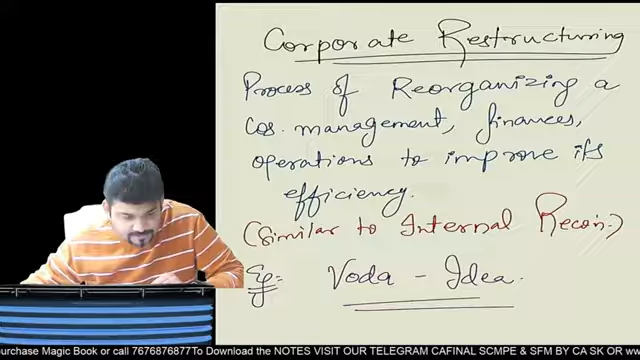 Corporate Restructuring
Process of Reorganizing a
Cos. management, finances,
operations to improve its
efficiency.
(Similar to Internal Recon.)
Eg:- Voda - Idea.
urchase Magic Book or call 7676876877To Download the NOTES VISIT OUR TELEGRAM CAFINAL SCMPE & SFM BY CA SK OR ww